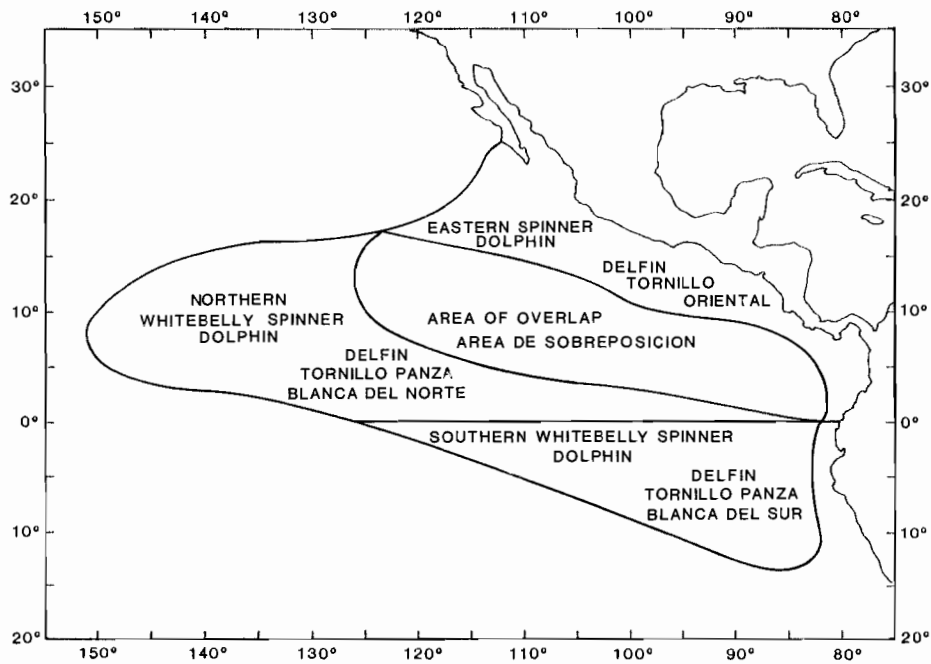 150° 140° 130° 120° 110° 100° 90° 80°
30° 30°
20° 20°
EASTERN SPINNER
DOLPHIN
DELFIN
TORNILLO
ORIENTAL
NORTHERN
WHITEBELLY SPINNER
DOLPHIN
10° 10°
AREA OF OVERLAP
AREA DE SOBREPOSICION
DELFIN
TORNILLO PANZA
BLANCA DEL NORTE
0° 0°
SOUTHERN WHITEBELLY SPINNER
DOLPHIN
DELFIN
TORNILLO PANZA
BLANCA DEL SUR
10° 10°
20° 20°
150° 140° 130° 120° 110° 100° 90° 80°